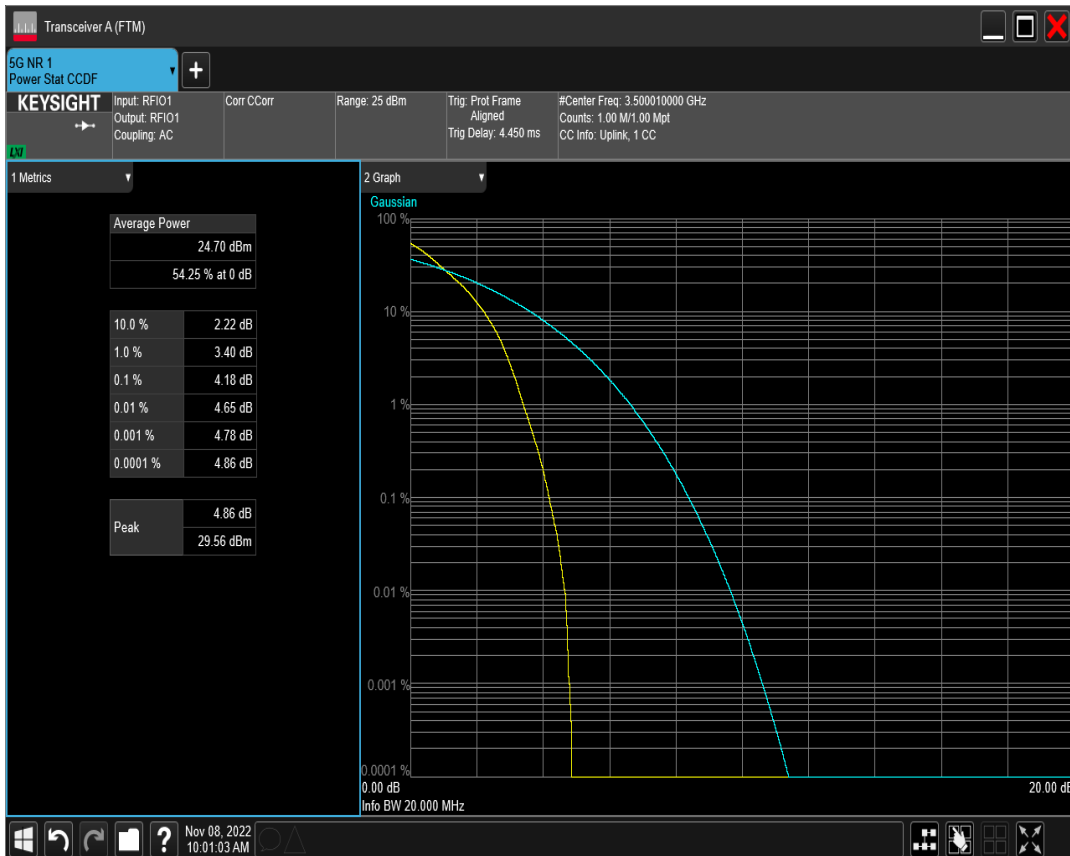 Transceiver A (FTM)
5G NR 1
Power Stat CCDF
+
KEYSIGHT
LXI
Input: RFIO1
Output: RFIO1
Coupling: AC
Corr CCorr
Range: 25 dBm
Trig: Prot Frame
Aligned
Trig Delay: 4.450 ms
#Center Freq: 3.500010000 GHz
Counts: 1.00 M/1.00 Mpt
CC Info: Uplink, 1 CC
1 Metrics
Average Power
24.70 dBm
54.25 % at 0 dB
10.0 % 2.22 dB
1.0 % 3.40 dB
0.1 % 4.18 dB
0.01 % 4.65 dB
0.001 % 4.78 dB
0.0001 % 4.86 dB
Peak 4.86 dB
29.56 dBm
2 Graph
Gaussian
100 %
10 %
1 %
0.1 %
0.01 %
0.001 %
0.0001 %
0.00 dB 20.00 dB
Info BW 20.000 MHz
?
Nov 08, 2022
10:01:03 AM